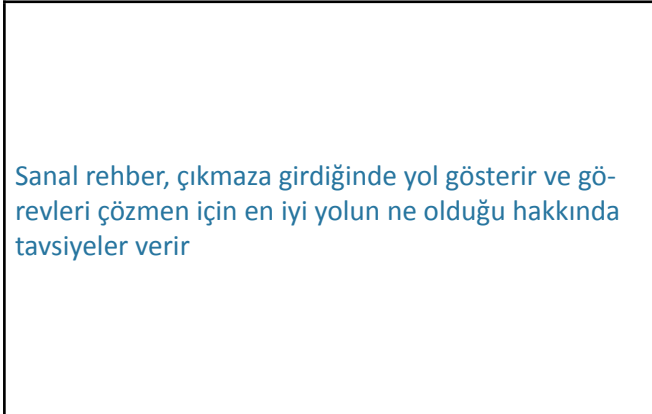 Sanal rehber, çıkmaza girdiğinde yol gösterir ve gö-
revleri çözmen için en iyi yolun ne olduğu hakkında
tavsiyeler verir